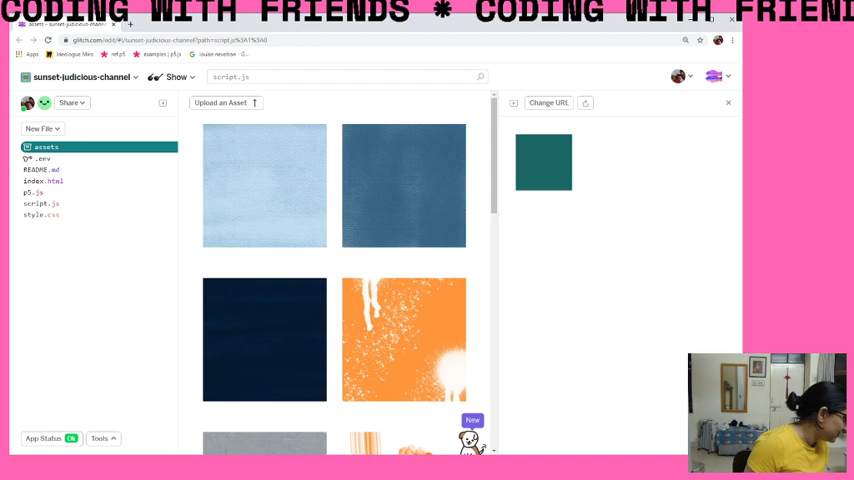 CODING WITH FRIENDS * CODING WITH FRIEN
assets - sunset-judicious-chann
glitch.com/edit/#!/sunset-judicious-channel?path=script.js%3A1%3A0
Apps
Ideologue Miro
ref p5
examples | p5.js
louise nevelson - G...
sunset-judicious-channel
Show
script.js
Share
Upload an Asset
Change URL
New File
assets
.env
README.md
index.html
p5.js
script.js
style.css
New
App Status Ok
Tools